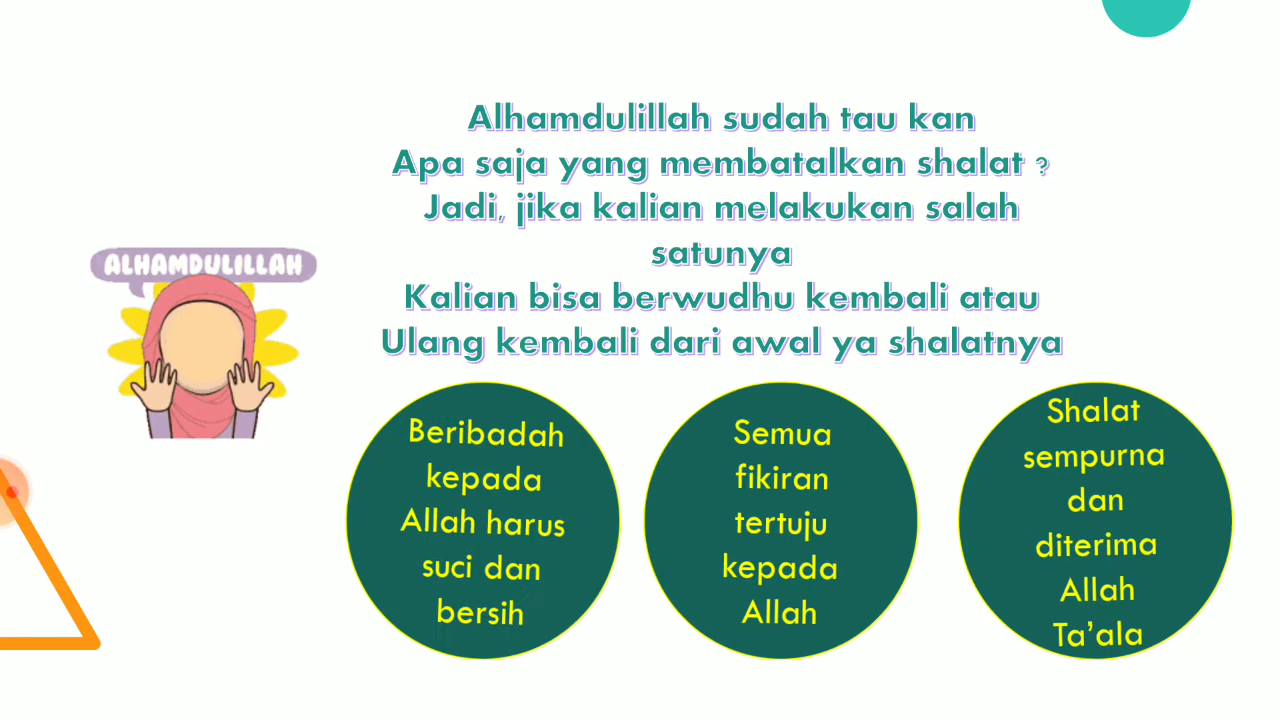 Alhamdulillah sudah tau kan
Apa saja yang membatalkan shalat ?
Jadi, jika kalian melakukan salah
satunya
Kalian bisa berwudhu kembali atau
Ulang kembali dari awal ya shalatnya
ALHAMDULILLAH
Beribadah
kepada
Allah harus
suci dan
bersih
Semua
fikiran
tertuju
kepada
Allah
Shalat
sempurna
dan
diterima
Allah
Ta’ala